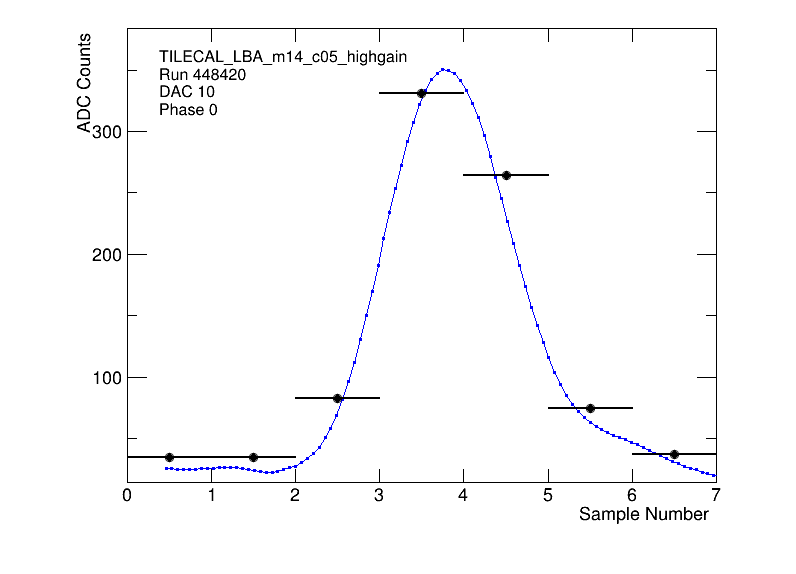 TILECAL_LBA_m14_c05_highgain
Run 448420
DAC 10
Phase 0
ADC Counts
300
200
100
0 1 2 3 4 5 6 7
Sample Number